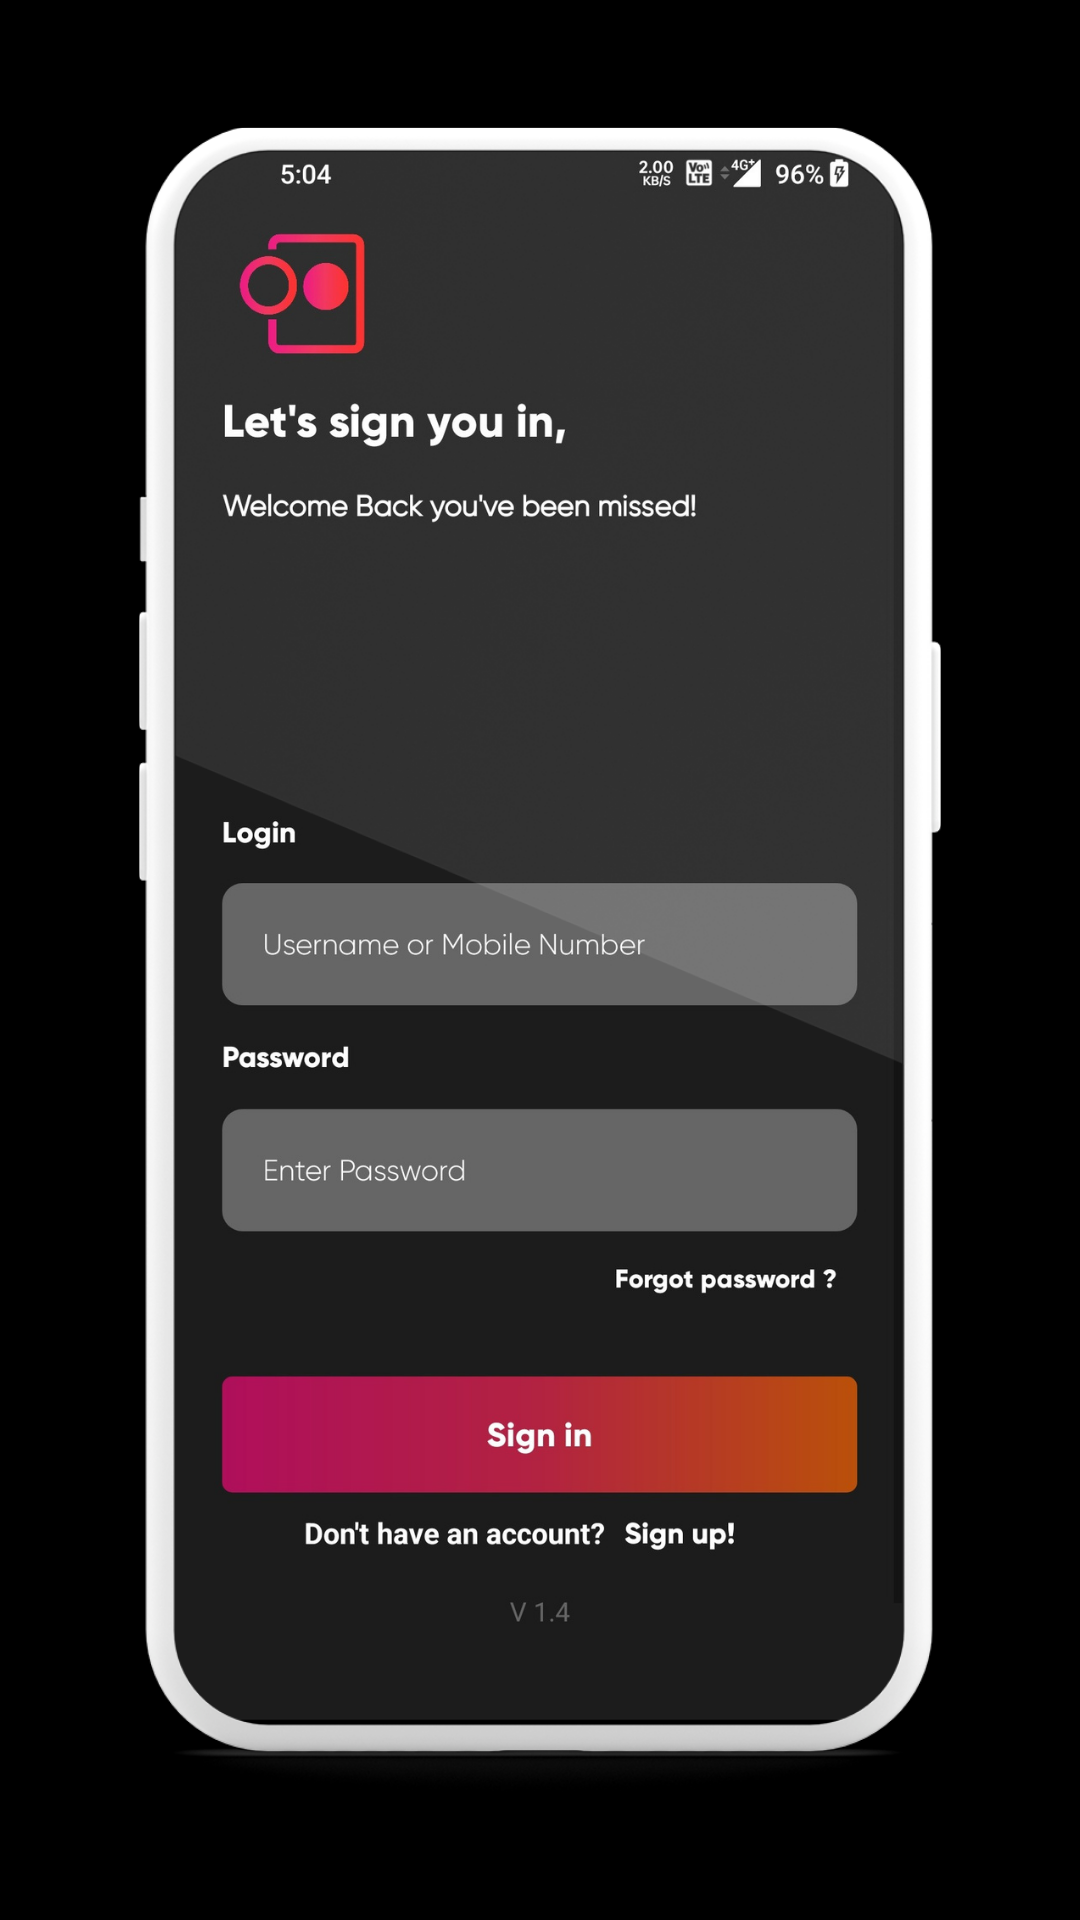 5:04 2.00 KB/S Vo)) LTE 4G+ 96%
Let's sign you in,
Welcome Back you've been missed!
Login
Username or Mobile Number
Password
Enter Password
Forgot password ?
Sign in
Don't have an account? Sign up!
V 1.4